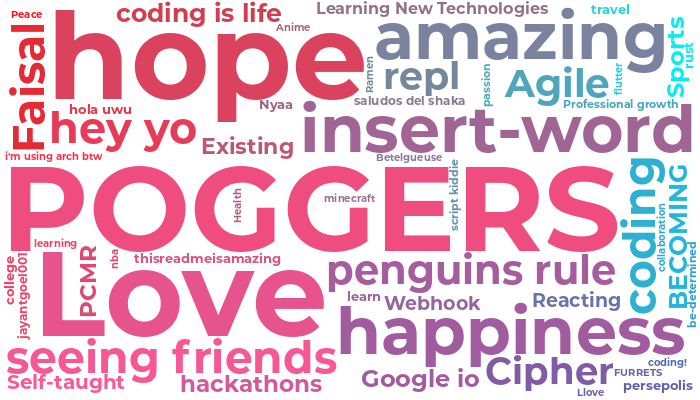 Peace
coding is life
Learning New Technologies
travel
Faisal
hope
Anime
amazing
Sports
rust
Ramen
repl
passion
Agile
flutter
hola uwu
Nyaa
saludos del shaka
Professional growth
hey yo
Existing
insert-word
i'm using arch btw
Betelgueuse
POGGERS
Health
minecraft
script kiddie
coding
collaboration
BECOMING
be-determined
learning
college
jayantgoel001
Love
PCMR
nba
thisreadmeisamazing
penguins rule
learn
Webhook
Reacting
happiness
seeing friends
Self-taught
hackathons
Google io
Cipher
coding!
FURRETS
persepolis
Llove